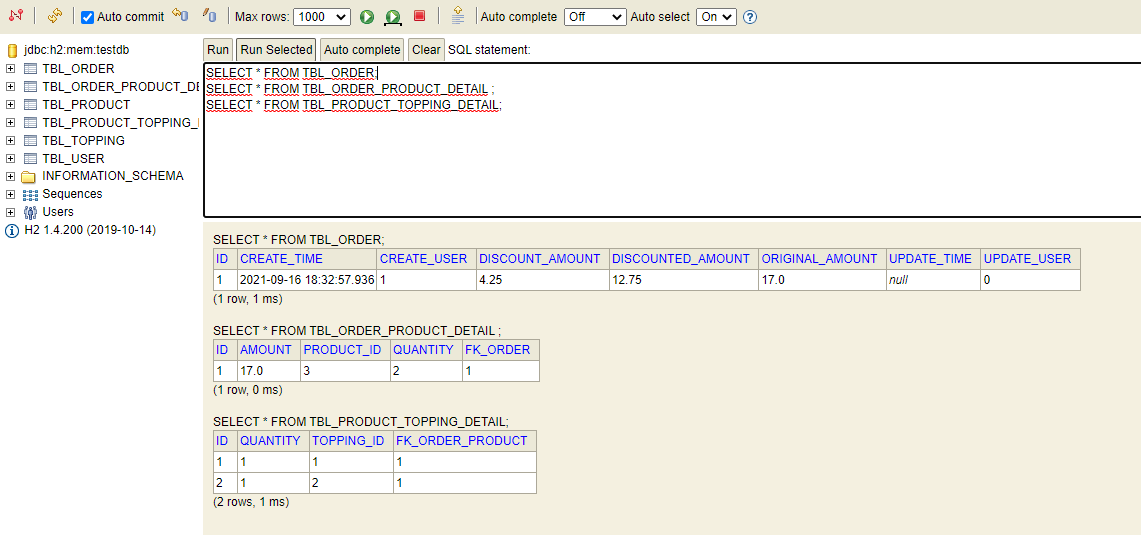 Auto commit Max rows: 1000 Auto complete Off Auto select On
jdbc:h2:mem:testdb
TBL_ORDER
TBL_ORDER_PRODUCT_DE
TBL_PRODUCT
TBL_PRODUCT_TOPPING_
TBL_TOPPING
TBL_USER
INFORMATION_SCHEMA
Sequences
Users
H2 1.4.200 (2019-10-14)
Run Run Selected Auto complete Clear SQL statement:
SELECT * FROM TBL_ORDER;
SELECT * FROM TBL_ORDER_PRODUCT_DETAIL ;
SELECT * FROM TBL_PRODUCT_TOPPING_DETAIL;
SELECT * FROM TBL_ORDER;
ID CREATE_TIME CREATE_USER DISCOUNT_AMOUNT DISCOUNTED_AMOUNT ORIGINAL_AMOUNT UPDATE_TIME UPDATE_USER
1 2021-09-16 18:32:57.936 1 4.25 12.75 17.0 null 0
(1 row, 1 ms)
SELECT * FROM TBL_ORDER_PRODUCT_DETAIL ;
ID AMOUNT PRODUCT_ID QUANTITY FK_ORDER
1 17.0 3 2 1
(1 row, 0 ms)
SELECT * FROM TBL_PRODUCT_TOPPING_DETAIL;
ID QUANTITY TOPPING_ID FK_ORDER_PRODUCT
1 1 1 1
2 1 2 1
(2 rows, 1 ms)